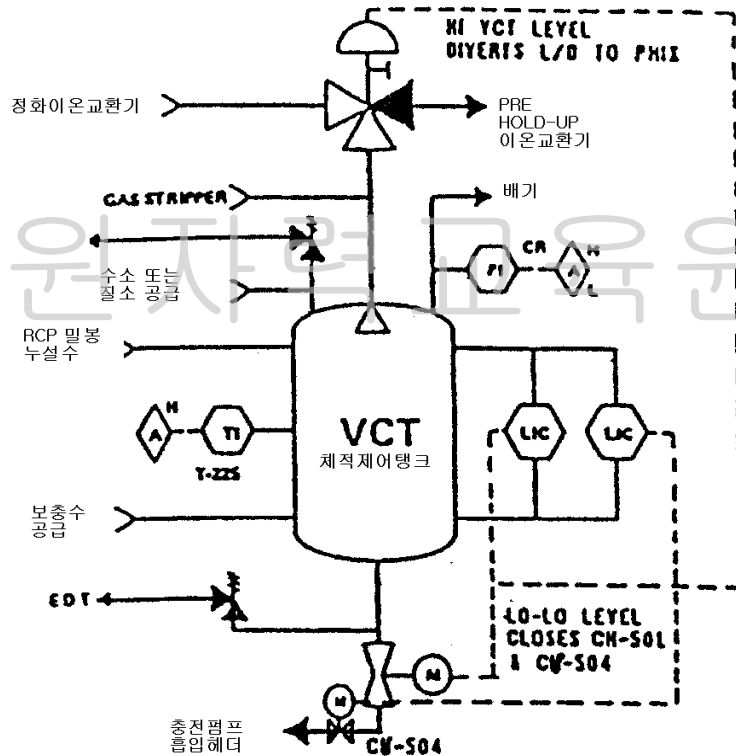 HI VCT LEVEL
DIVERTS L/D TO PHIX
정화이온교환기
PRE
HOLD-UP
이온교환기
GAS STRIPPER
배기
원자력교육원
수소 또는
질소 공급
PI
CR
A
H
L
RCP 밀봉
누설수
H
A
TI
T-225
VCT
체적제어탱크
LIC
LIC
보충수
공급
EDT
LO-LO LEVEL
CLOSES CH-501
& CV-504
M
M
충전펌프
흡입헤더
CV-504